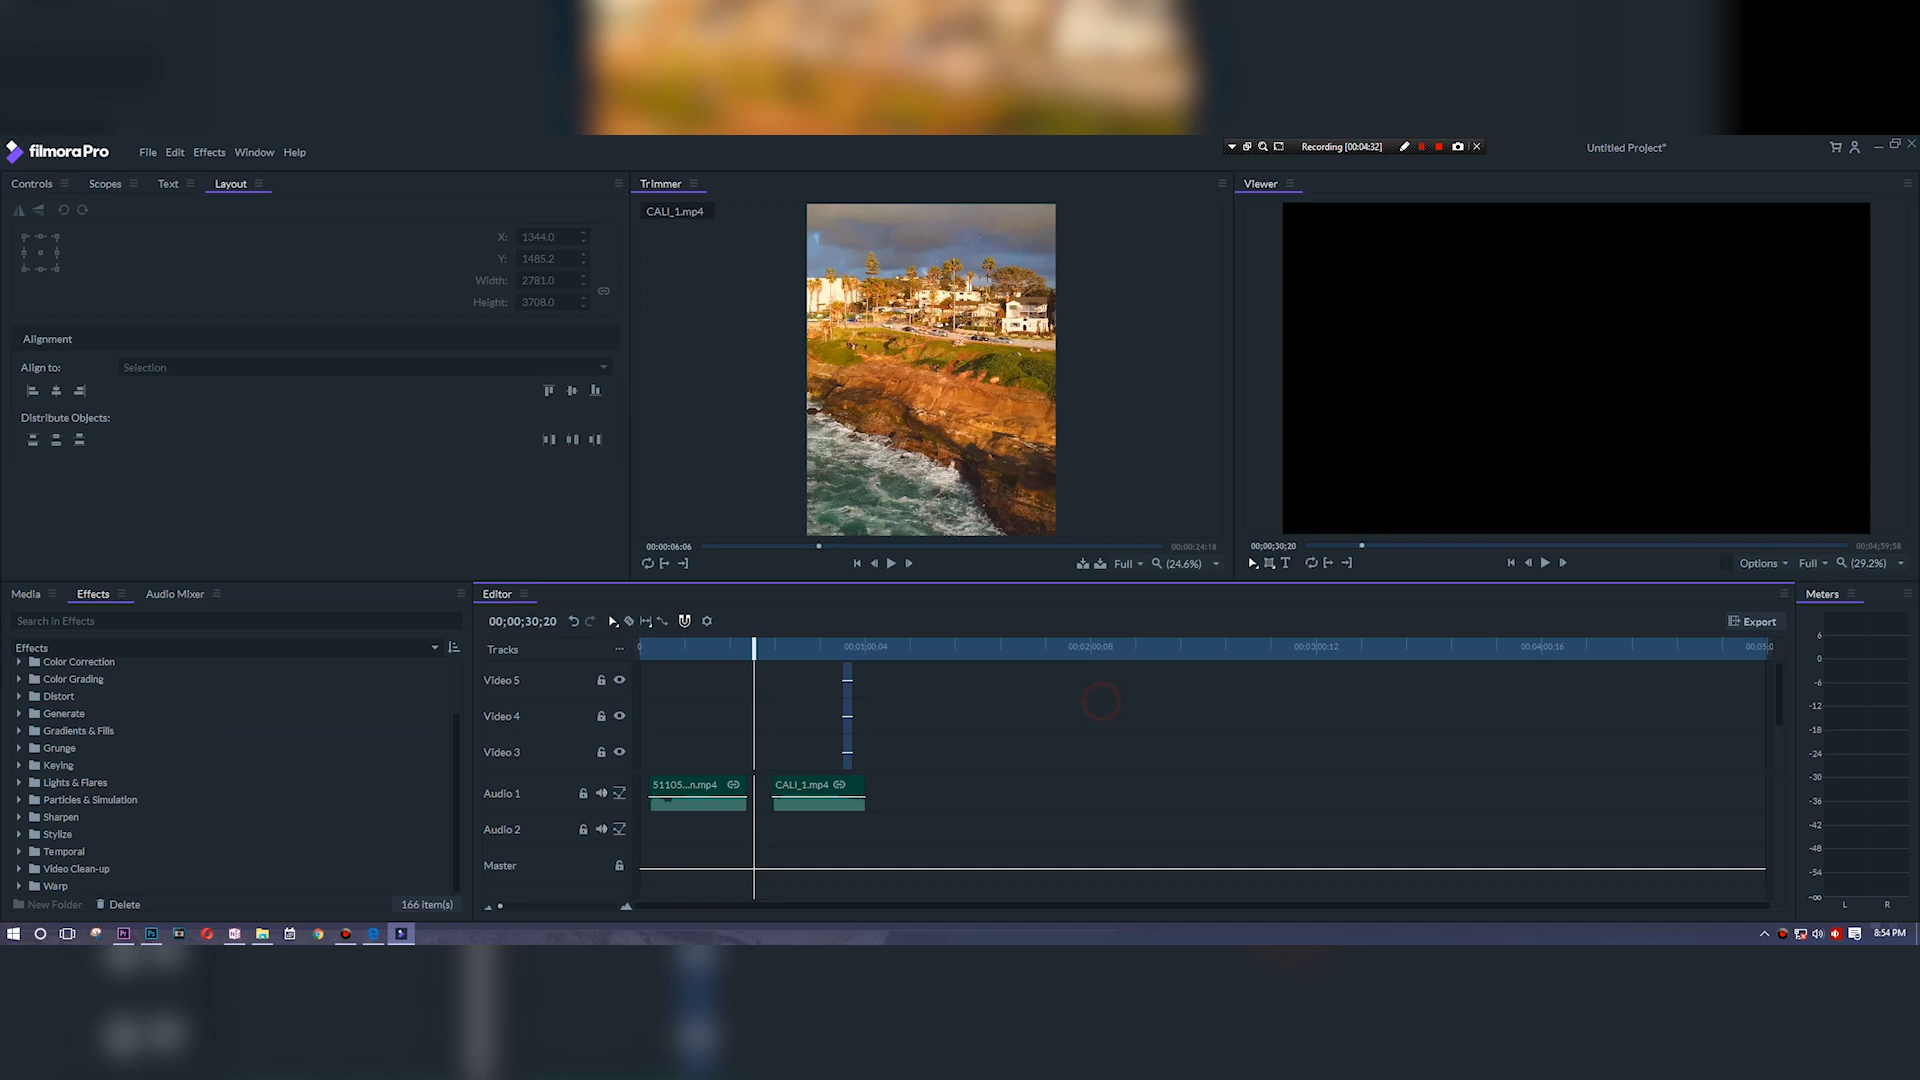 filmoraPro
File Edit Effects Window Help
Recording [00:04:32]
Untitled Project*
Controls Scopes Text Layout
X: 1344.0
Y: 1485.2
Width: 2781.0
Height: 3708.0
Alignment
Align to: Selection
Distribute Objects:
Trimmer
CALI_1.mp4
00:00:06:06 00:00:24:18
Full (24.6%)
Viewer
00;00;30;20 00;04;59;58
Options Full (29.2%)
Media Effects Audio Mixer
Search in Effects
Effects
Color Correction
Color Grading
Distort
Generate
Gradients & Fills
Grunge
Keying
Lights & Flares
Particles & Simulation
Sharpen
Stylize
Temporal
Video Clean-up
Warp
New Folder Delete 166 item(s)
Editor
00;00;30;20
Export
Tracks
0 00;01;00;04 00;02;00;08 00;03;00;12 00;04;00;16 00;05;0
Video 5
Video 4
Video 3
Audio 1
51105...n.mp4 CALI_1.mp4
Audio 2
Master
Meters
6
0
-6
-12
-18
-24
-30
-36
-42
-48
-54
-∞
L R
8:54 PM